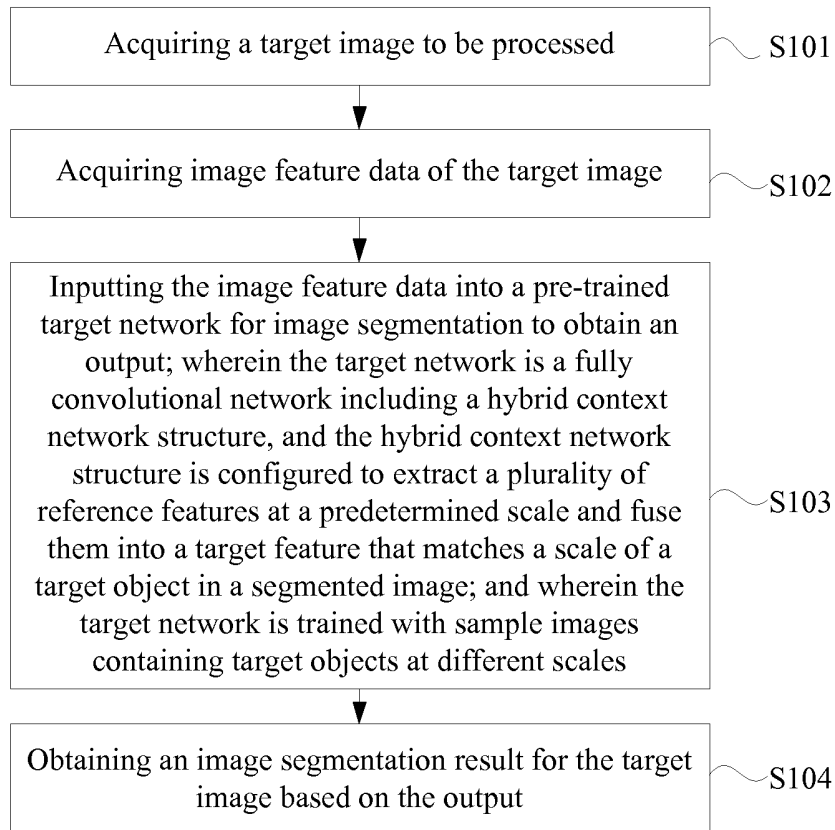 Acquiring a target image to be processed
S101
Acquiring image feature data of the target image
S102
Inputting the image feature data into a pre-trained
target network for image segmentation to obtain an
output; wherein the target network is a fully
convolutional network including a hybrid context
network structure, and the hybrid context network
structure is configured to extract a plurality of
reference features at a predetermined scale and fuse
them into a target feature that matches a scale of a
target object in a segmented image; and wherein the
target network is trained with sample images
containing target objects at different scales
S103
Obtaining an image segmentation result for the target
image based on the output
S104